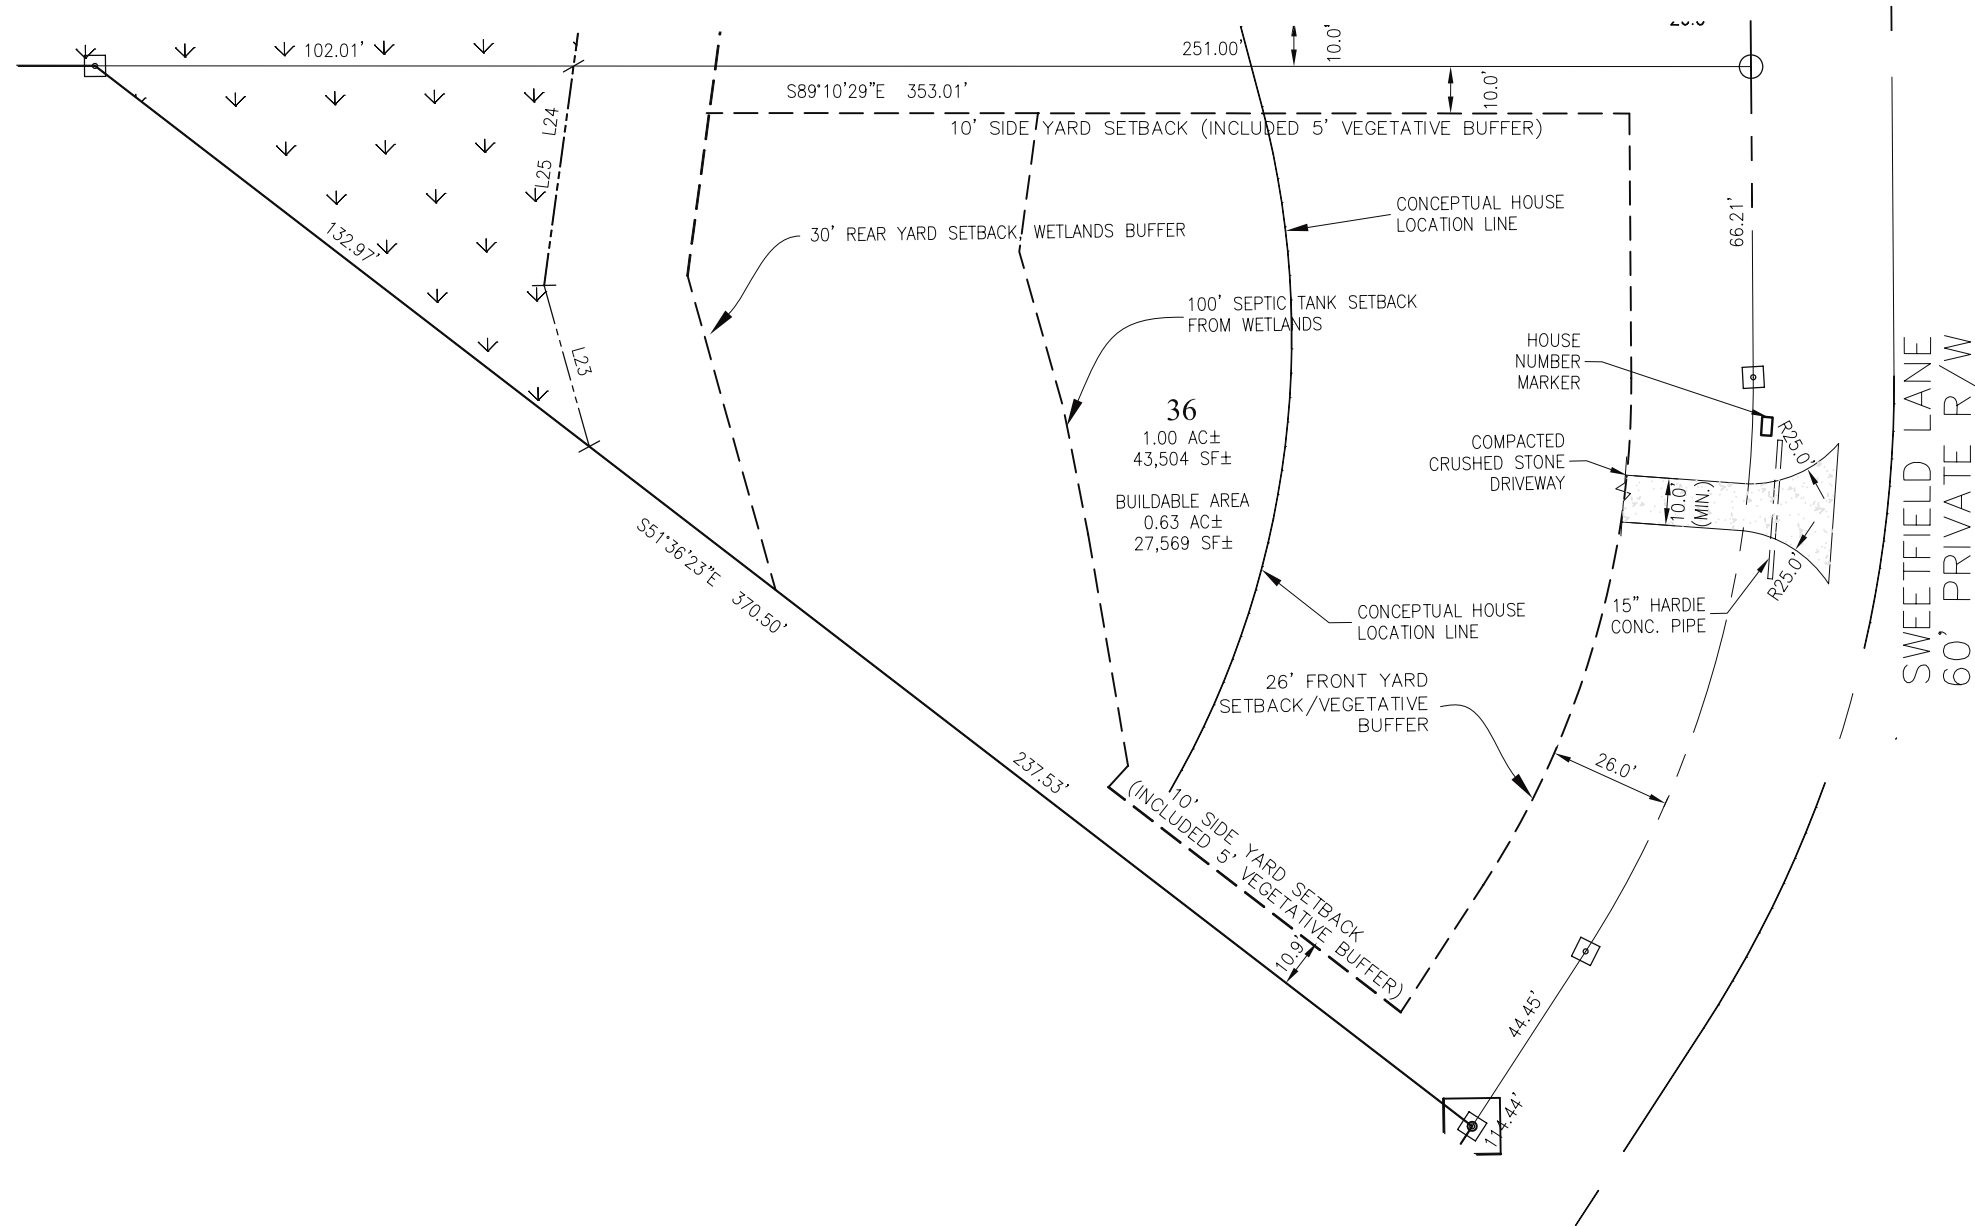 102.01'
251.00'
10.0'
S89°10'29"E 353.01'
10.0'
10' SIDE YARD SETBACK (INCLUDED 5' VEGETATIVE BUFFER)
L24
L25
CONCEPTUAL HOUSE
LOCATION LINE
66.21'
132.97'
30' REAR YARD SETBACK, WETLANDS BUFFER
100' SEPTIC TANK SETBACK
FROM WETLANDS
L23
HOUSE
NUMBER
MARKER
SWEETFIELD LANE
60' PRIVATE R/W
36
1.00 AC±
43,504 SF±
BUILDABLE AREA
0.63 AC±
27,569 SF±
COMPACTED
CRUSHED STONE
DRIVEWAY
R25.0'
10.0'
(MIN.)
R25.0'
S51°36'23"E 370.50'
15" HARDIE
CONC. PIPE
CONCEPTUAL HOUSE
LOCATION LINE
26' FRONT YARD
SETBACK/VEGETATIVE
BUFFER
26.0'
237.53'
10' SIDE YARD SETBACK
(INCLUDED 5' VEGETATIVE BUFFER)
10.9'
44.45'
114.44'